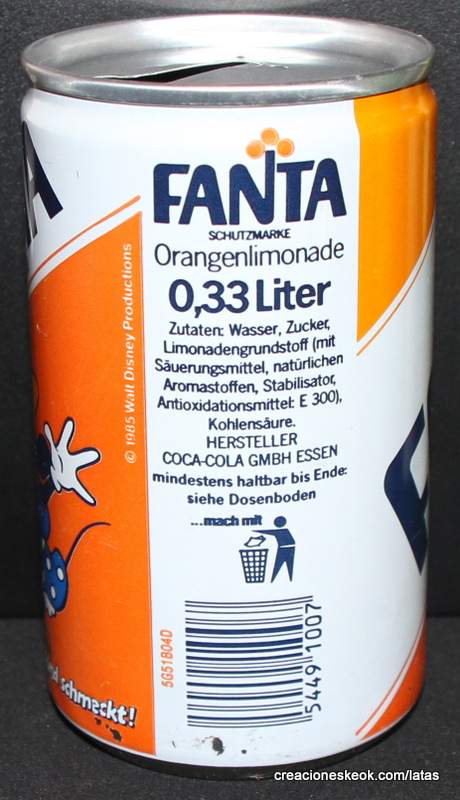 FANTA
SCHUTZMARKE
Orangenlimonade
0,33 Liter
Zutaten: Wasser, Zucker,
Limonadengrundstoff (mit
Säuerungsmittel, natürlichen
Aromastoffen, Stabilisator,
Antioxidationsmittel: E 300),
Kohlensäure.
HERSTELLER
COCA-COLA GMBH ESSEN
mindestens haltbar bis Ende:
siehe Dosenboden
...mach mit
© 1985 Walt Disney Productions
5G51B04D
5449 1007
schmeckt!
creacioneskeok.com/latas